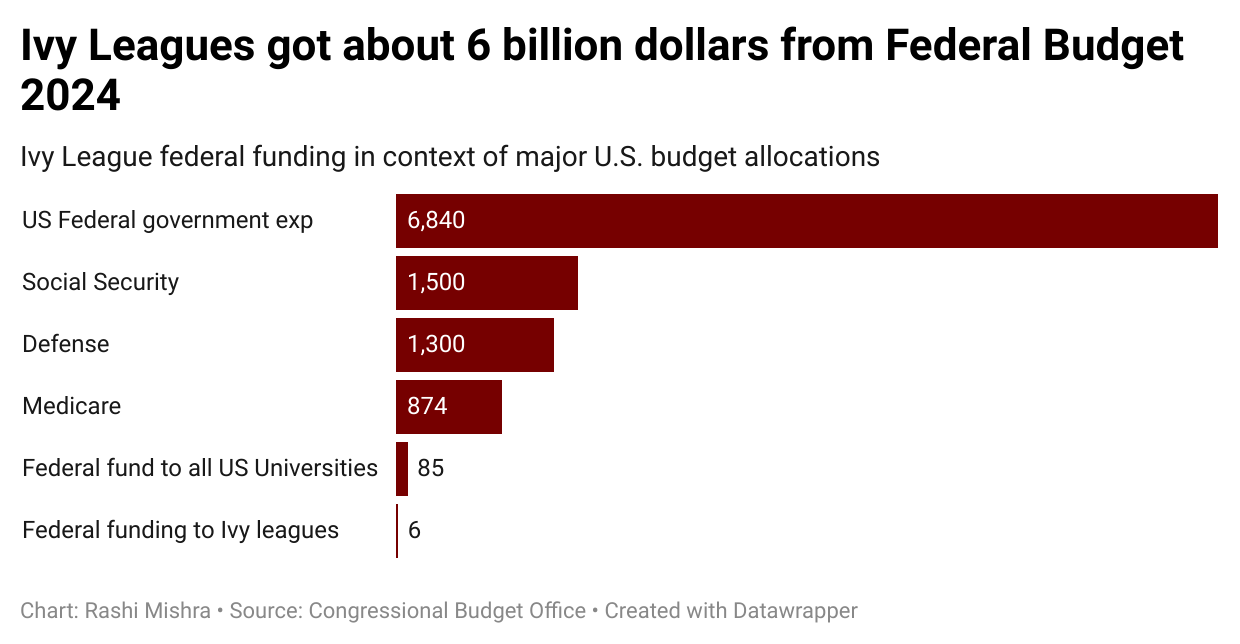 Ivy Leagues got about 6 billion dollars from Federal Budget
2024
Ivy League federal funding in context of major U.S. budget allocations
US Federal government exp 6,840
Social Security 1,500
Defense 1,300
Medicare 874
Federal fund to all US Universities 85
Federal funding to Ivy leagues 6
Chart: Rashi Mishra • Source: Congressional Budget Office • Created with Datawrapper